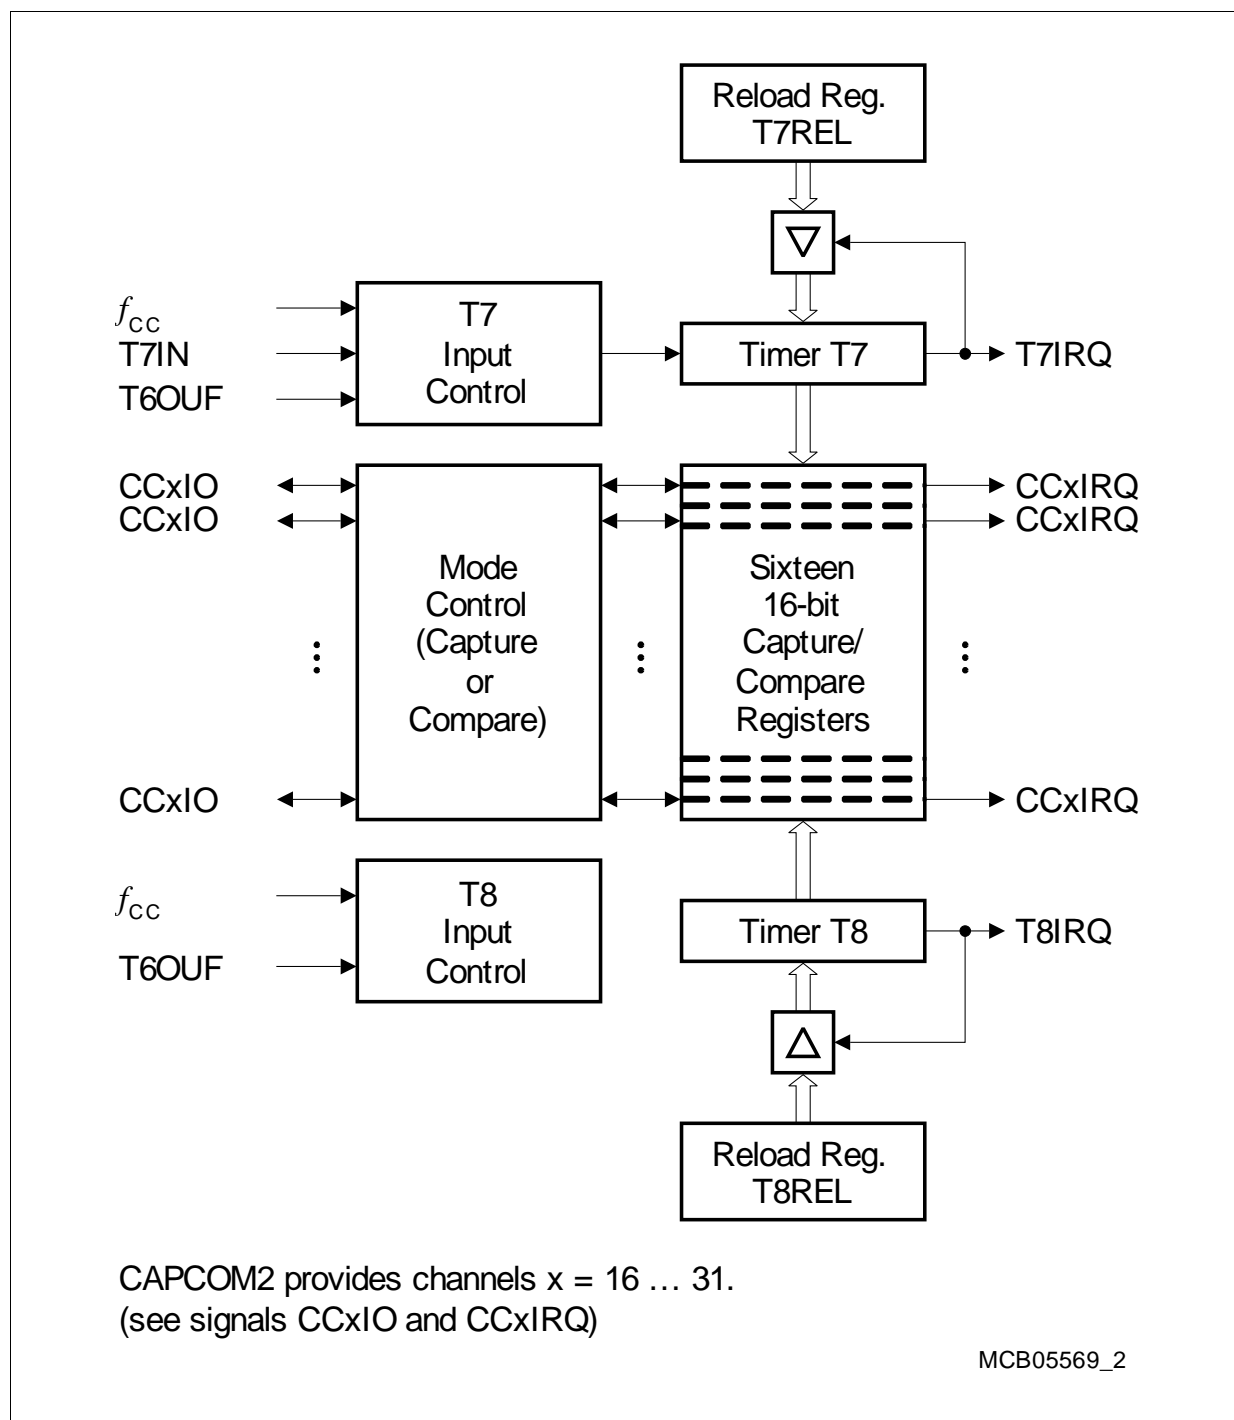 Reload Reg.
T7REL
fCC
T7IN
T6OUF
T7
Input
Control
Timer T7
T7IRQ
CCxIO
CCxIO
CCxIO
Mode
Control
(Capture
or
Compare)
Sixteen
16-bit
Capture/
Compare
Registers
CCxIRQ
CCxIRQ
CCxIRQ
fCC
T6OUF
T8
Input
Control
Timer T8
T8IRQ
Reload Reg.
T8REL
CAPCOM2 provides channels x = 16 … 31.
(see signals CCxIO and CCxIRQ)
MCB05569_2